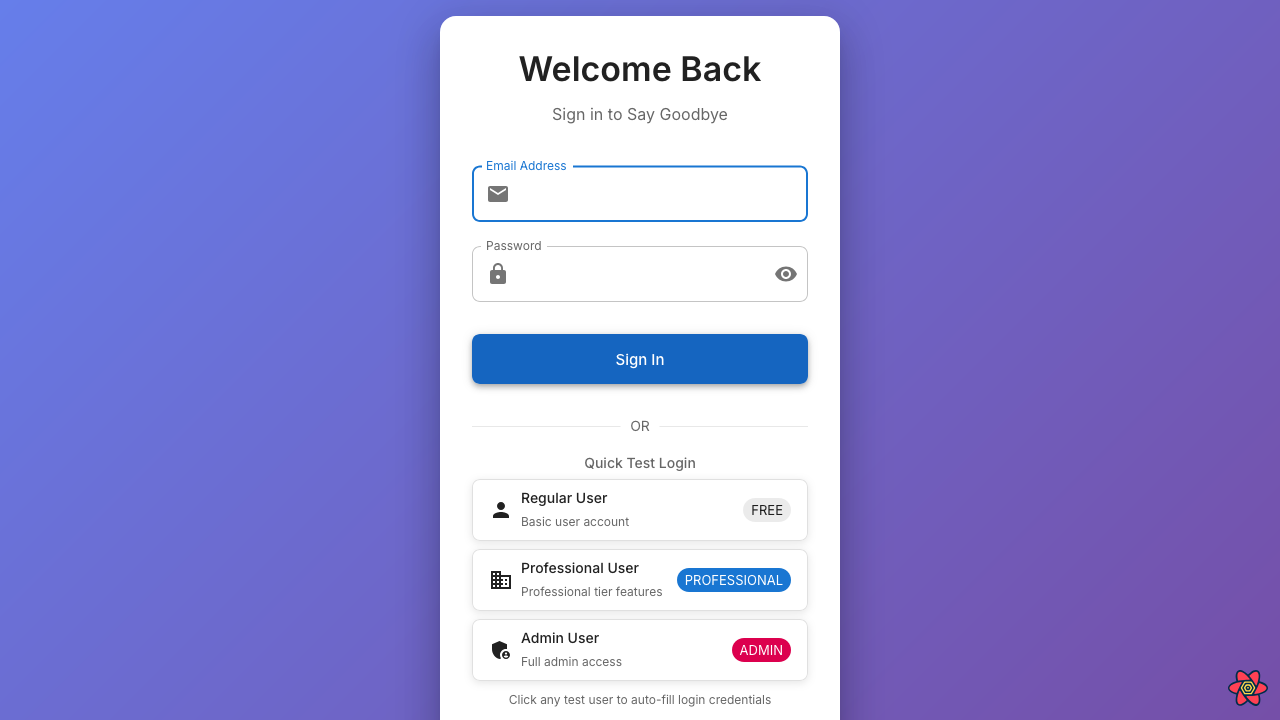 Welcome Back
Sign in to Say Goodbye
Email Address
Password
Sign In
OR
Quick Test Login
Regular User
Basic user account
FREE
Professional User
Professional tier features
PROFESSIONAL
Admin User
Full admin access
ADMIN
Click any test user to auto-fill login credentials